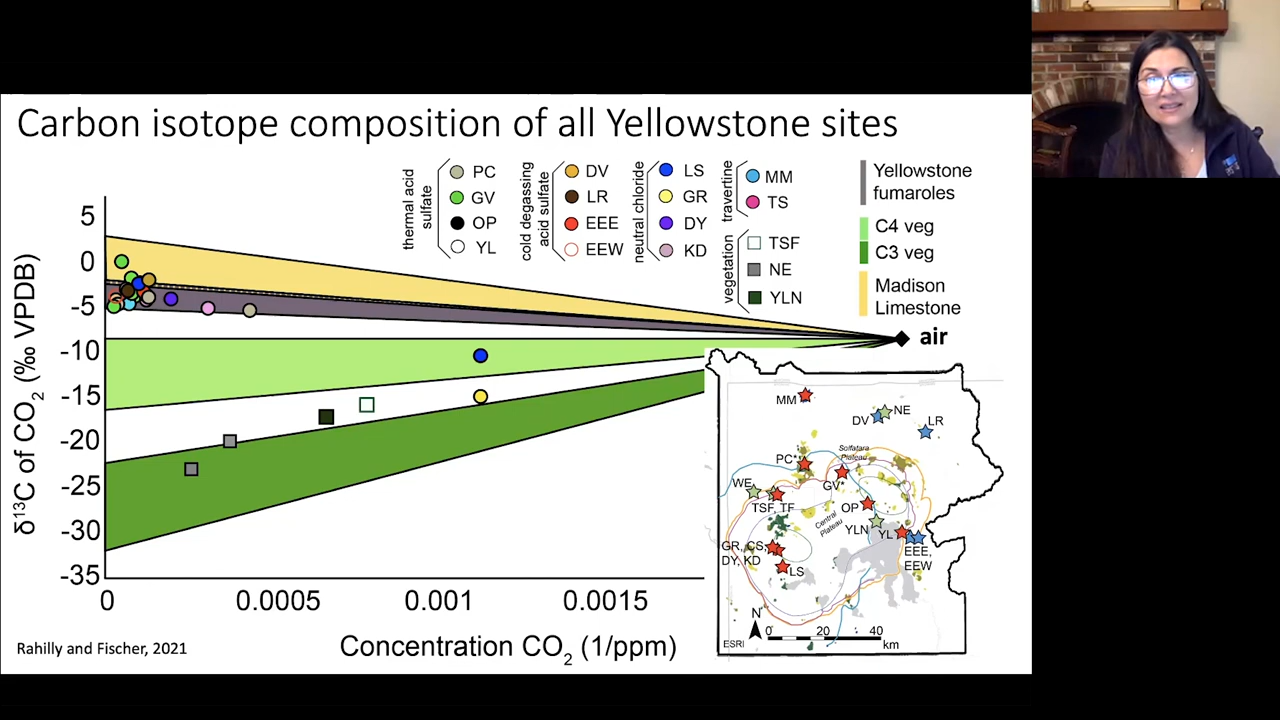 Carbon isotope composition of all Yellowstone sites
thermal acid
sulfate
PC
GV
OP
YL
cold degassing
acid sulfate
DV
LR
EEE
EEW
neutral chloride
LS
GR
DY
KD
travertine
MM
TS
vegetation
TSF
NE
YLN
Yellowstone
fumaroles
C4 veg
C3 veg
Madison
Limestone
δ¹³C of CO₂ (‰ VPDB)
5
0
-5
-10
-15
-20
-25
-30
-35
air
0
0.0005
0.001
0.0015
Concentration CO₂ (1/ppm)
Rahilly and Fischer, 2021
MM
DV
NE
LR
Solfatara
Plateau
PC*
GV*
WE
TSF, TF
OP
Central
Plateau
YLN
YL
GR, CS,
DY, KD
EEE,
EEW
LS
N
0 20 40
km
ESRI